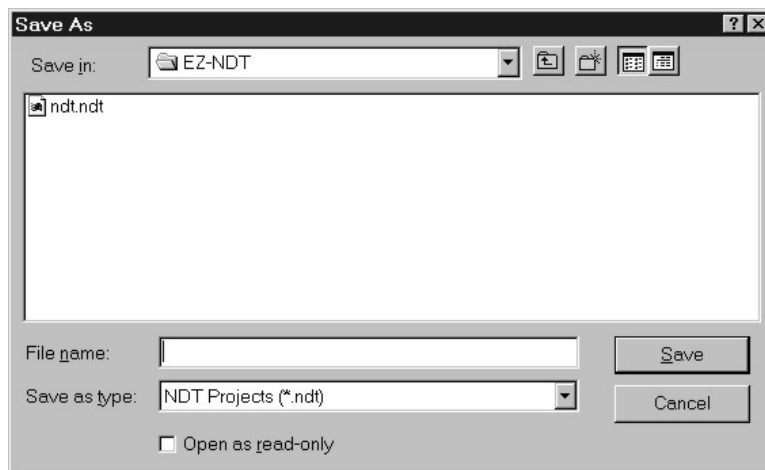 Save As
Save in:
EZ-NDT
ndt.ndt
File name:
Save
Save as type:
NDT Projects (*.ndt)
Cancel
Open as read-only